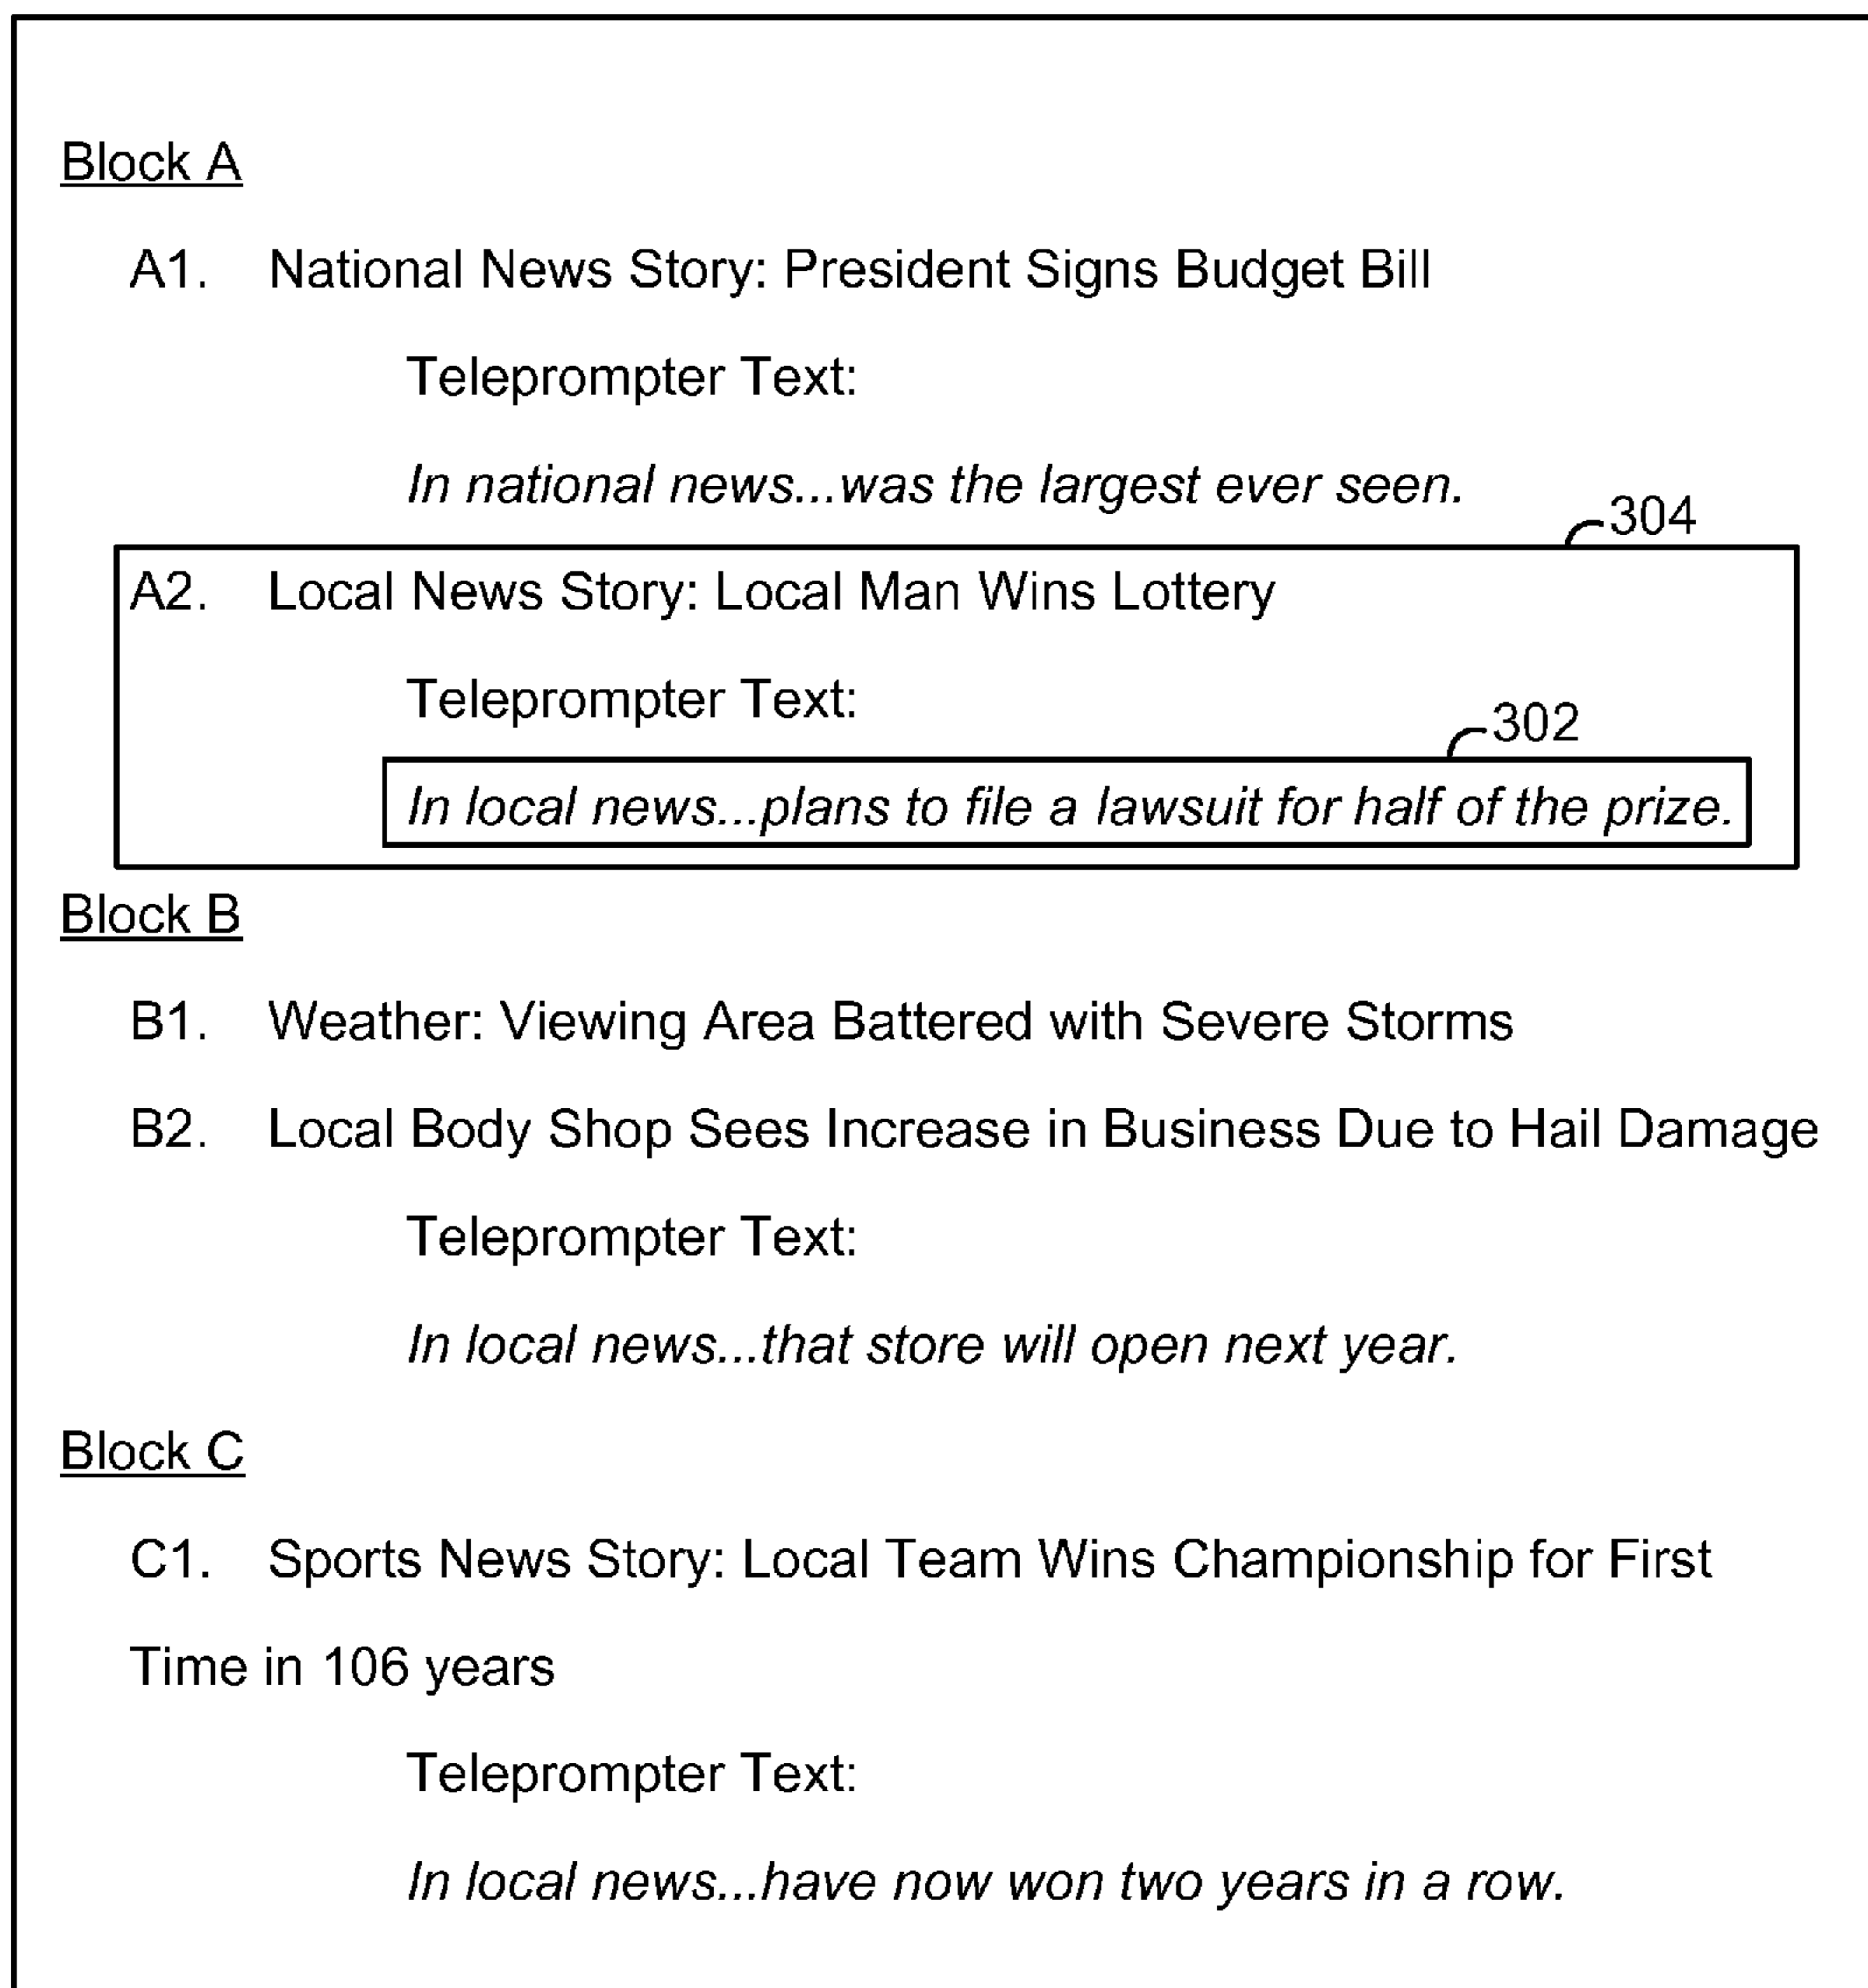 Block A
A1. National News Story: President Signs Budget Bill
Teleprompter Text:
In national news...was the largest ever seen.
304
A2. Local News Story: Local Man Wins Lottery
Teleprompter Text:
302
In local news...plans to file a lawsuit for half of the prize.
Block B
B1. Weather: Viewing Area Battered with Severe Storms
B2. Local Body Shop Sees Increase in Business Due to Hail Damage
Teleprompter Text:
In local news...that store will open next year.
Block C
C1. Sports News Story: Local Team Wins Championship for First
Time in 106 years
Teleprompter Text:
In local news...have now won two years in a row.